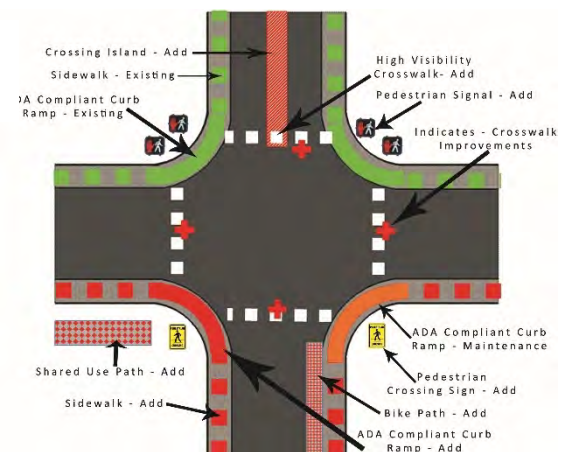 Crossing Island - Add
Sidewalk - Existing
DA Compliant Curb
Ramp - Existing
High Visibility
Crosswalk- Add
Pedestrian Signal - Add
Indicates - Crosswalk
Improvements
Shared Use Path - Add
Sidewalk - Add
ADA Compliant Curb
Ramp - Maintenance
Pedestrian
Crossing Sign - Add
Bike Path - Add
ADA Compliant Curb
Ramp - Add